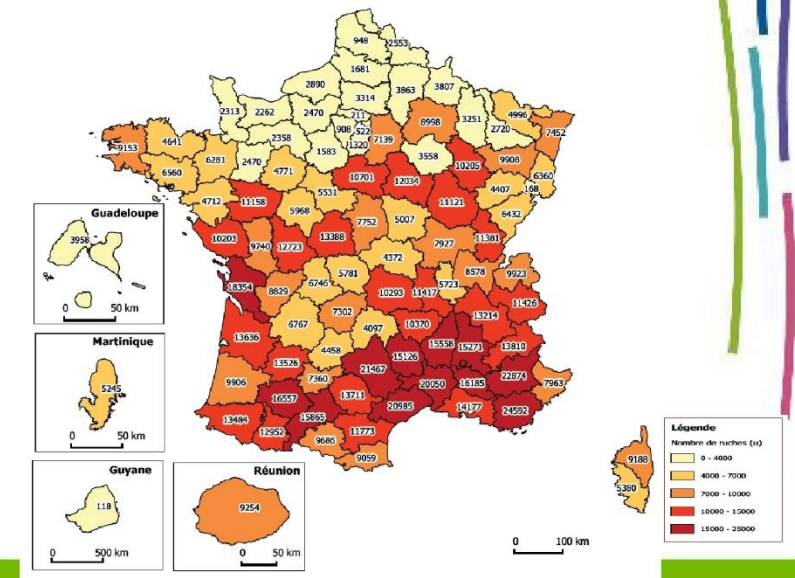 948 2553
1681
2890 3863 3807
2313 2262 2470 3314 3251 4996
211
908 522 8998 2720 7452
9153 4641 2358 1320 7139
6281 2470 1583 3558 10205 9908
6560 4771 10701 12034 6360
4712 11158 5531 11121 4407 168
5968 7752 5007 6432
10203 9740 12723 13388 7927 11381
4372
18354 8829 6746 5781 5723 8578 9923
10293 11417 11426
7302 13214
13636 6767 4097 10370 13810
4458 15558 15271
13526 21467 15126
9906 7360 22874 7963
16557 13711 20050 16185
15865 20985 14177 24592
13484 12952 9686 11773
9059
Guadeloupe
3958
0 50 km
Martinique
5245
0 50 km
Guyane
118
0 500 km
Réunion
9254
0 50 km
0 100 km
9188
5380
Légende
Nombre de ruches (u)
0 - 4000
4000 - 7000
7000 - 10000
10000 - 15000
15000 - 25000